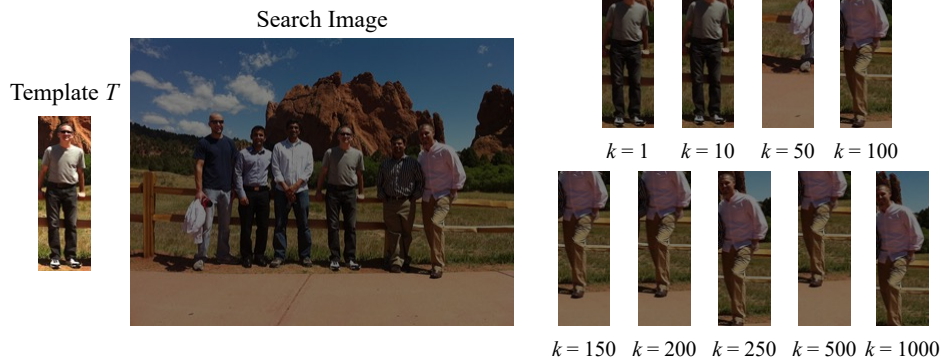 Search Image
Template T
k = 1
k = 10
k = 50
k = 100
k = 150
k = 200
k = 250
k = 500
k = 1000